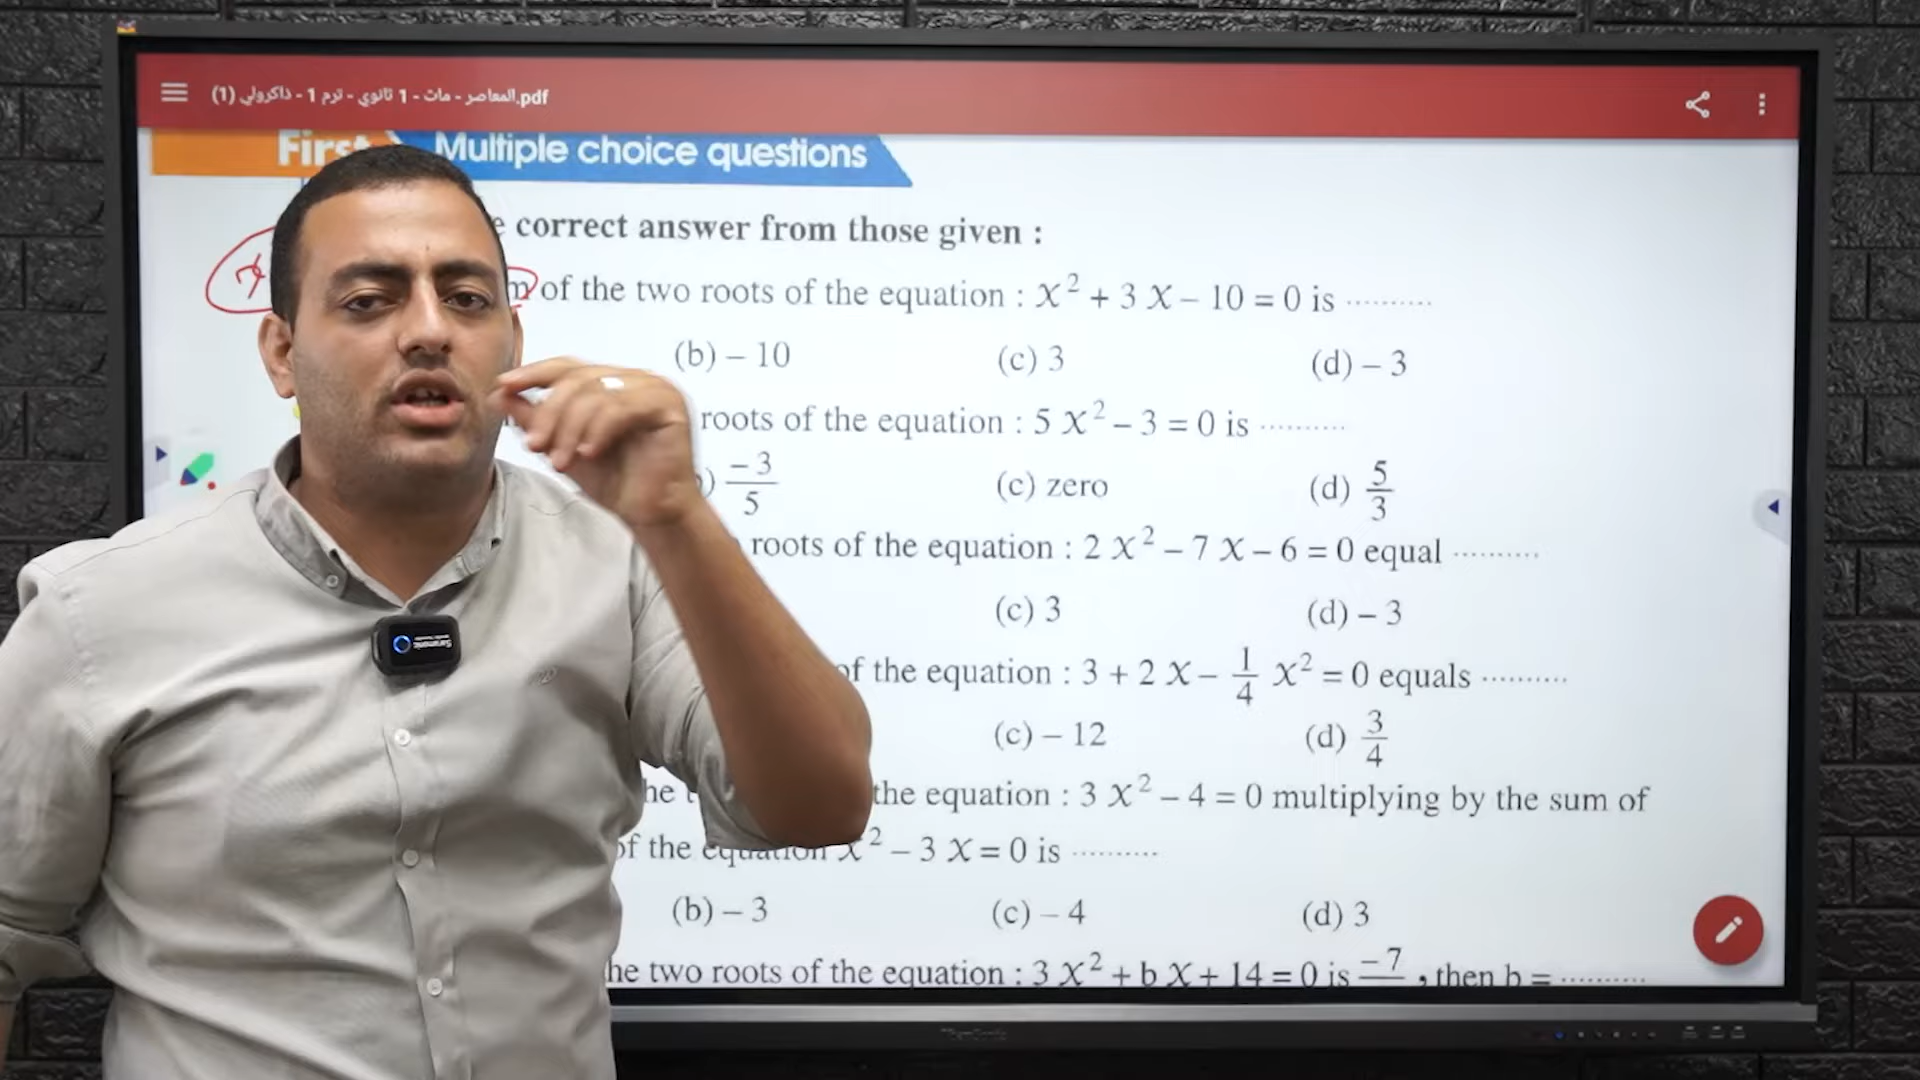 المعاصر - ماث - 1 ثانوي - ترم 1 - داكرولي (1).pdf
First Multiple choice questions
correct answer from those given :
of the two roots of the equation : x² + 3 x – 10 = 0 is ..........
(b) – 10 (c) 3 (d) – 3
roots of the equation : 5 x² – 3 = 0 is ..........
–3/5 (c) zero (d) 5/3
roots of the equation : 2 x² – 7 x – 6 = 0 equal ..........
(c) 3 (d) – 3
of the equation : 3 + 2 x – 1/4 x² = 0 equals ..........
(c) – 12 (d) 3/4
the equation : 3 x² – 4 = 0 multiplying by the sum of
of the equation x² – 3 x = 0 is ..........
(b) – 3 (c) – 4 (d) 3
the two roots of the equation : 3 x² + b x + 14 = 0 is –7 , then b = ..........